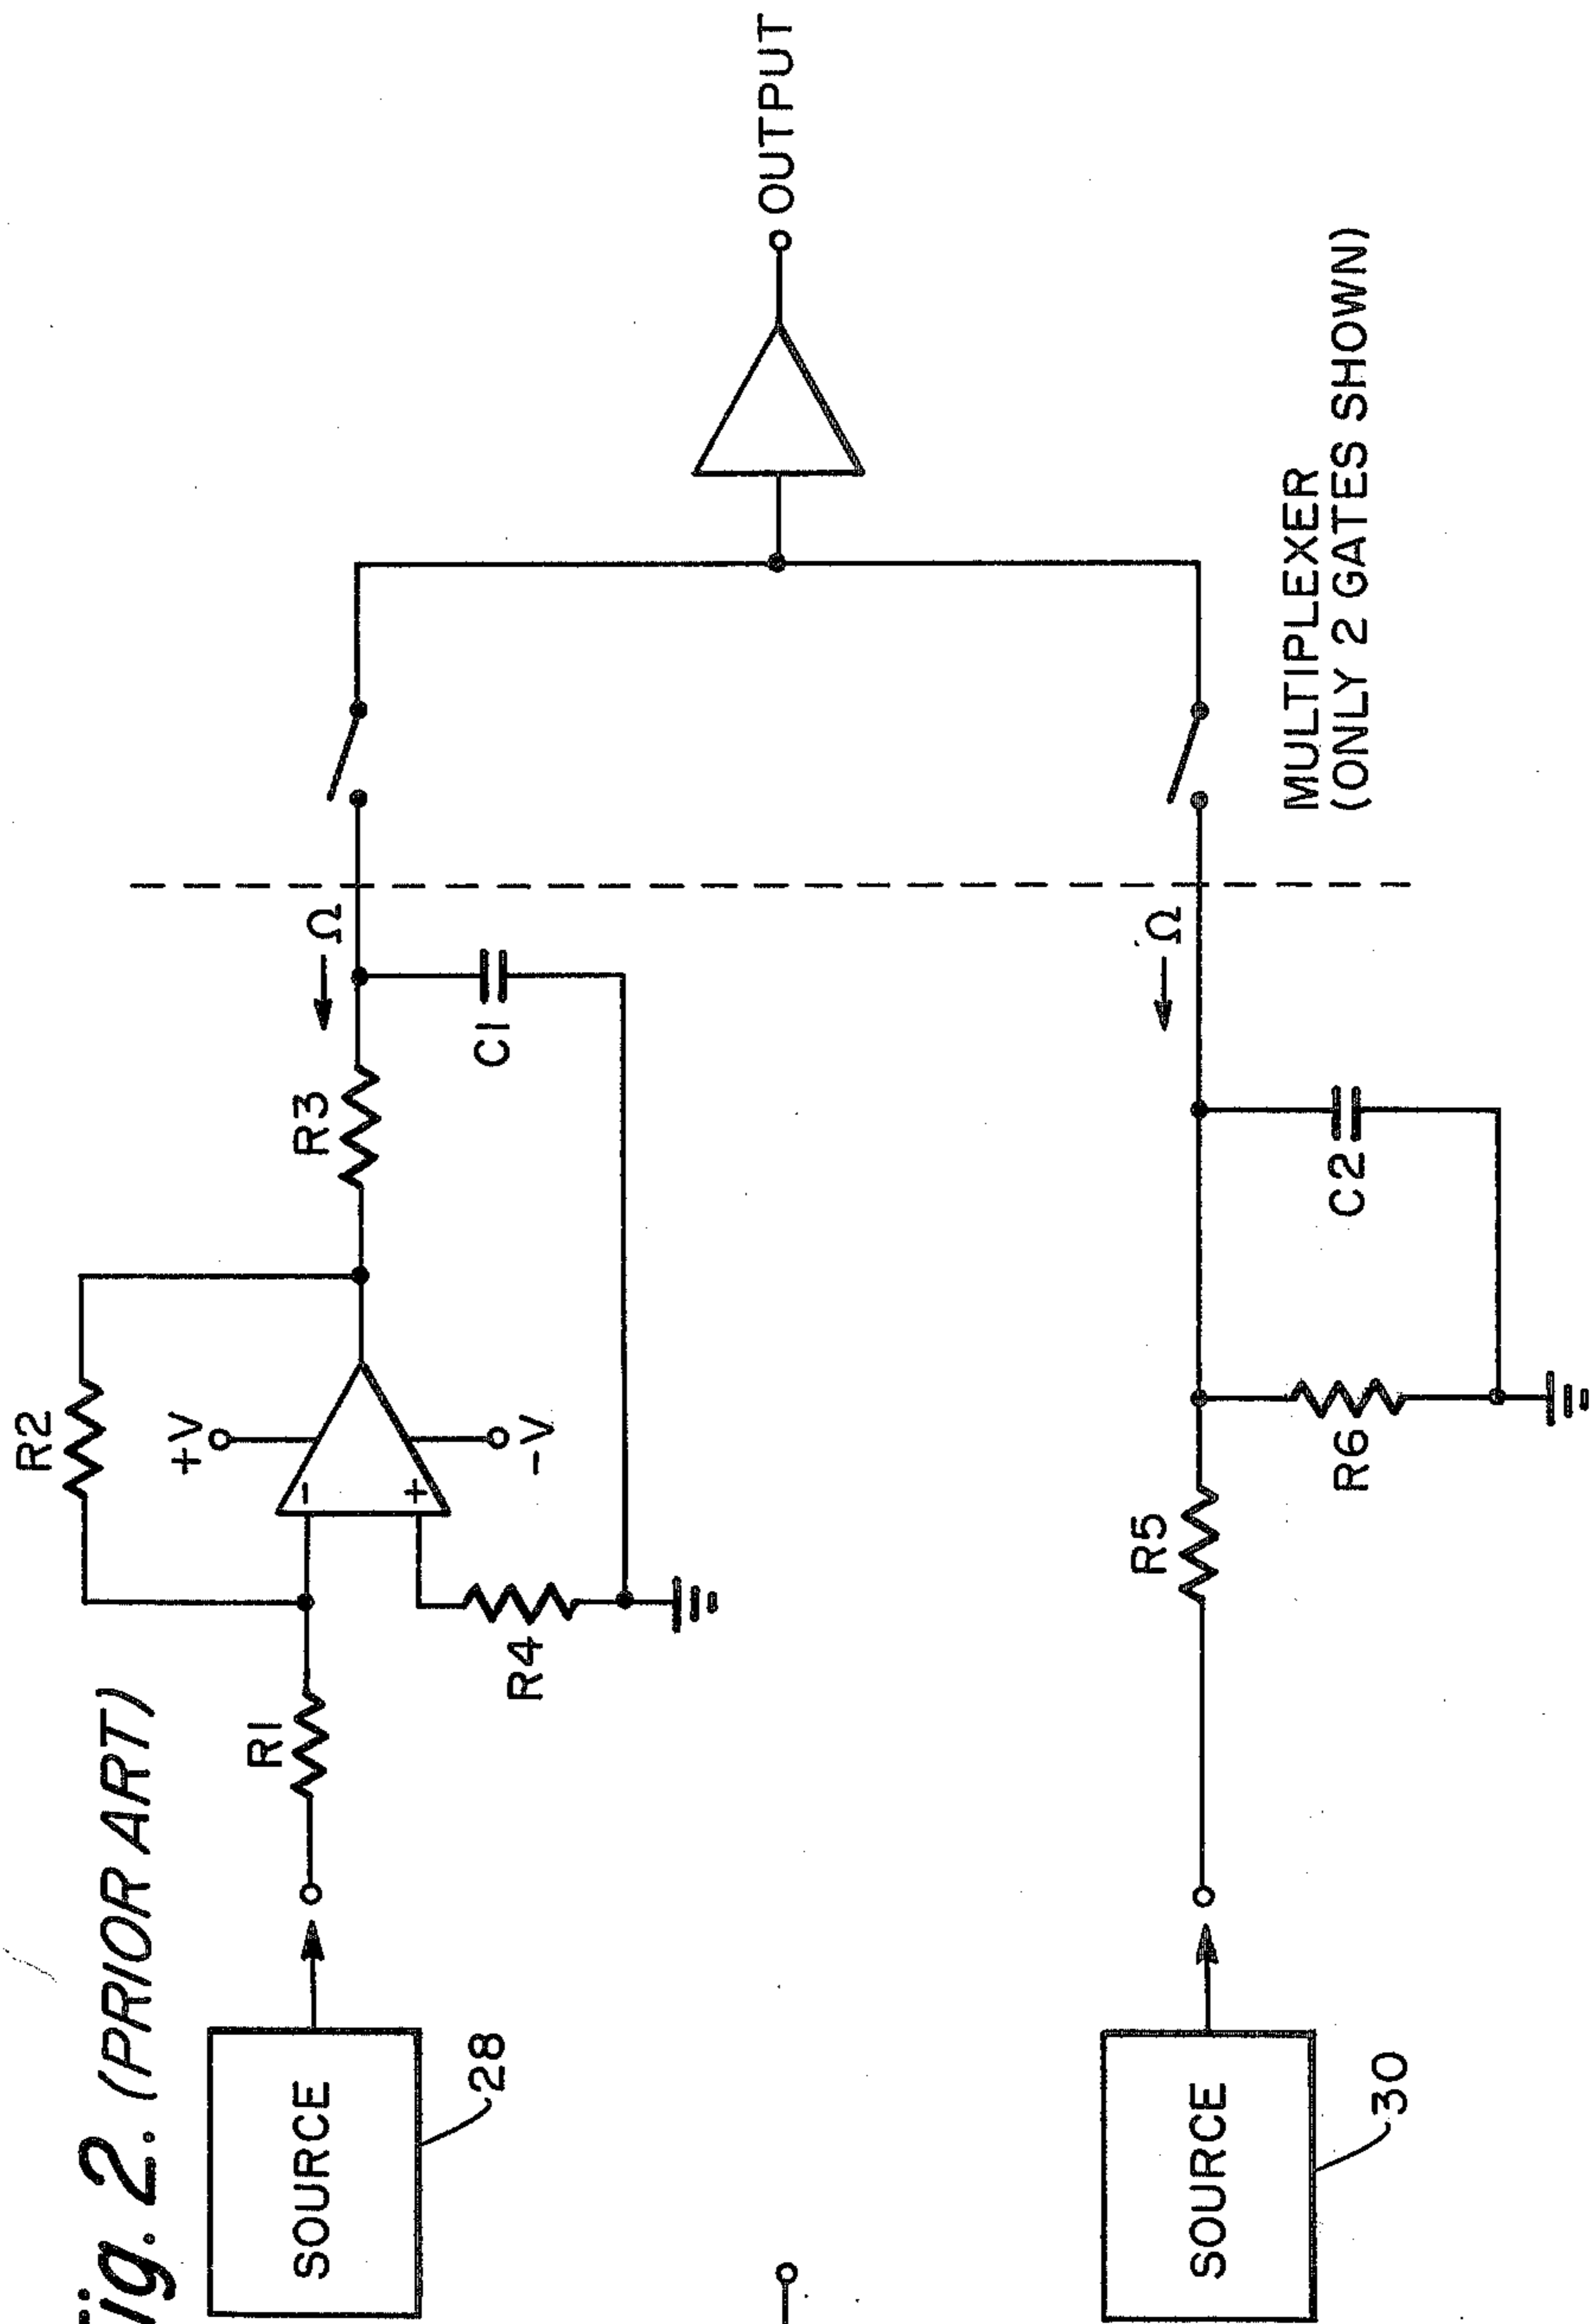 Fig. 2. (PRIOR ART)
SOURCE
28
R1
R2
+V
-
+
-V
R4
R3
C1
Ω
OUTPUT
SOURCE
30
R5
R6
C2
Ω
MULTIPLEXER
(ONLY 2 GATES SHOWN)